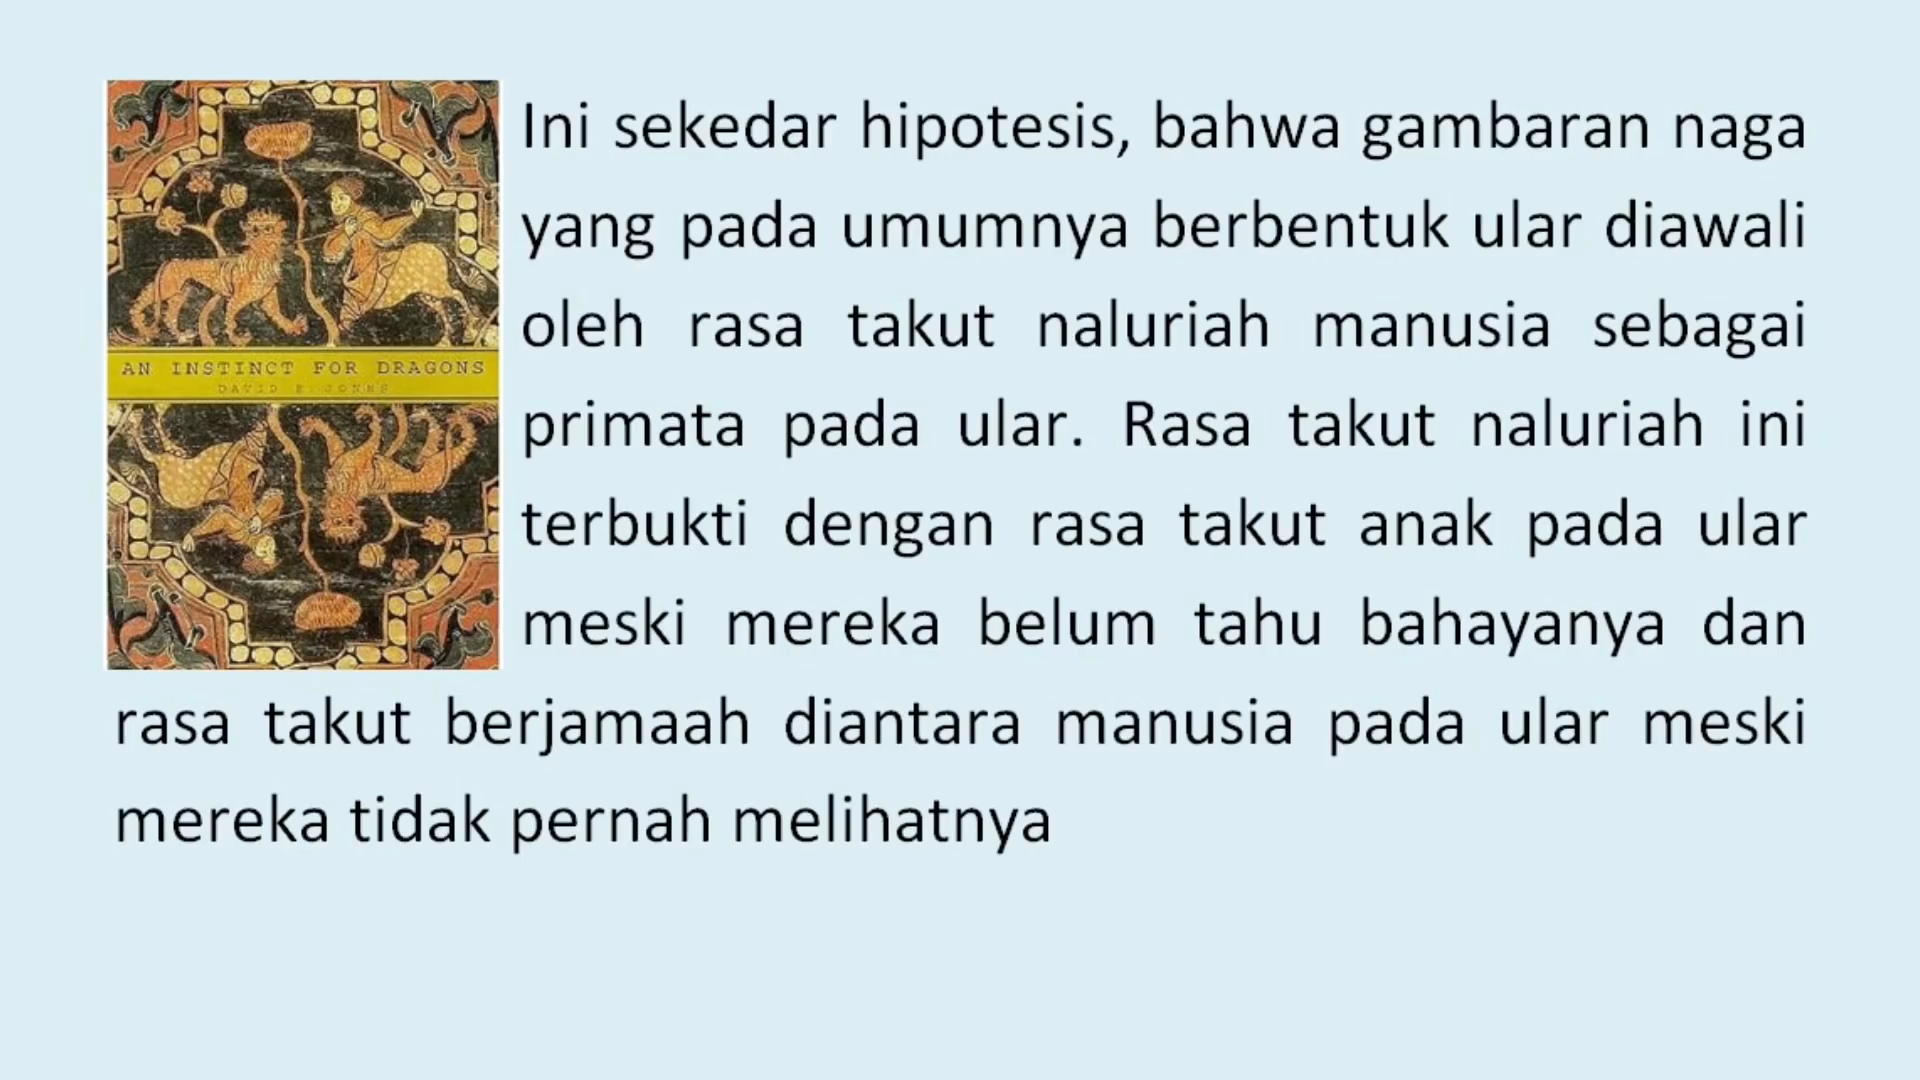 Ini sekedar hipotesis, bahwa gambaran naga
yang pada umumnya berbentuk ular diawali
oleh rasa takut naluriah manusia sebagai
AN INSTINCT FOR DRAGONS
DAVID E. JONES
primata pada ular. Rasa takut naluriah ini
terbukti dengan rasa takut anak pada ular
meski mereka belum tahu bahayanya dan
rasa takut berjamaah diantara manusia pada ular meski
mereka tidak pernah melihatnya